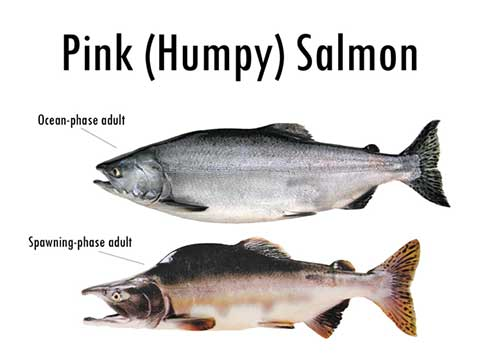 Pink (Humpy) Salmon
Ocean-phase adult
Spawning-phase adult